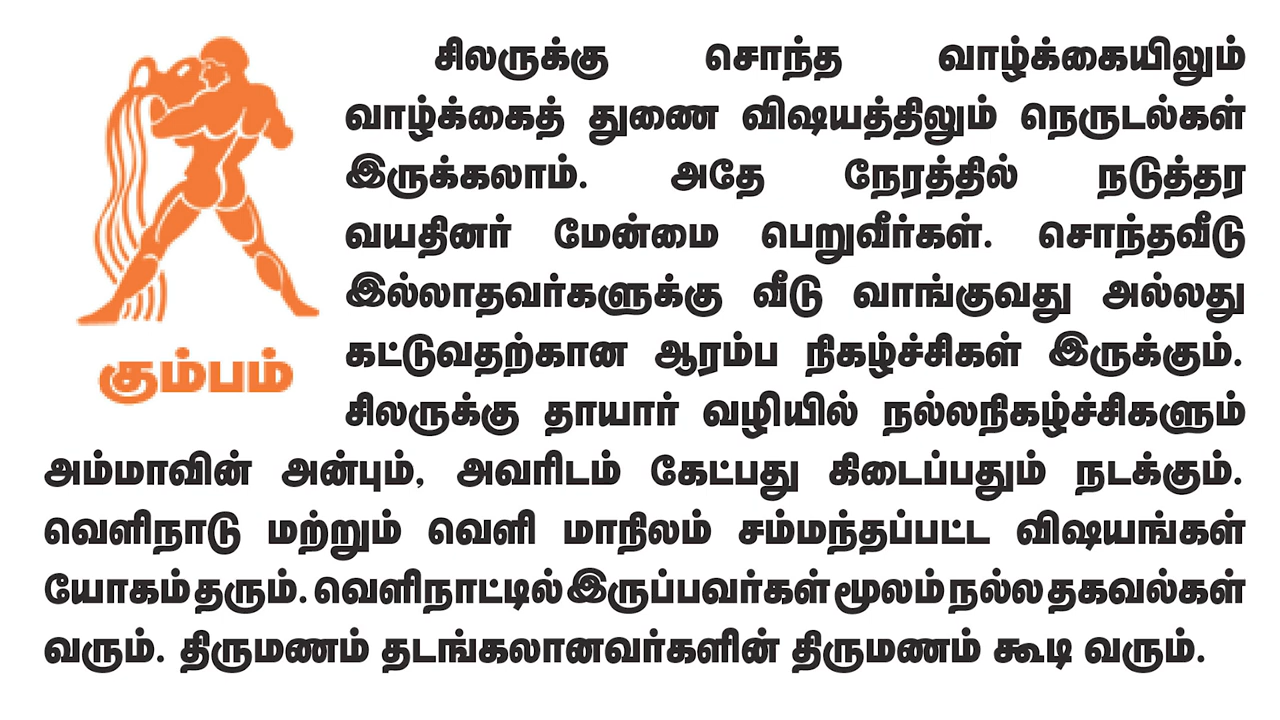 சிலருக்கு சொந்த வாழ்க்கையிலும்
வாழ்க்கைத் துணை விஷயத்திலும் நெருடல்கள்
இருக்கலாம். அதே நேரத்தில் நடுத்தர
வயதினர் மேன்மை பெறுவீர்கள். சொந்தவீடு
இல்லாதவர்களுக்கு வீடு வாங்குவது அல்லது
கட்டுவதற்கான ஆரம்ப நிகழ்ச்சிகள் இருக்கும்.
சிலருக்கு தாயார் வழியில் நல்லநிகழ்ச்சிகளும்
அம்மாவின் அன்பும், அவரிடம் கேட்பது கிடைப்பதும் நடக்கும்.
வெளிநாடு மற்றும் வெளி மாநிலம் சம்மந்தப்பட்ட விஷயங்கள்
யோகம் தரும். வெளிநாட்டில் இருப்பவர்கள் மூலம் நல்ல தகவல்கள்
வரும். திருமணம் தடங்கலானவர்களின் திருமணம் கூடி வரும்.
கும்பம்